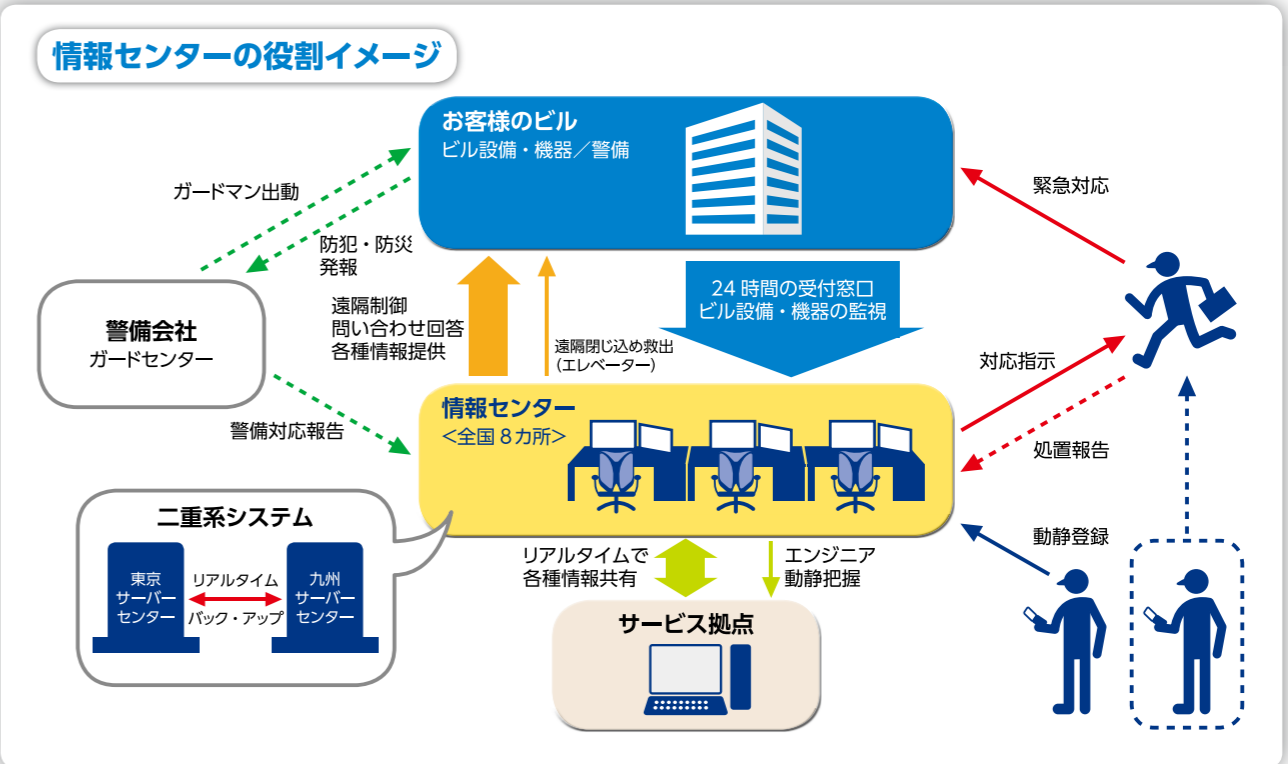 情報センターの役割イメージ
お客様のビル
ビル設備・機器／警備
ガードマン出動
緊急対応
防犯・防災
発報
遠隔制御
問い合わせ回答
各種情報提供
24時間の受付窓口
ビル設備・機器の監視
警備会社
ガードセンター
遠隔閉じ込め救出
(エレベーター)
対応指示
情報センター
<全国8カ所>
警備対応報告
処置報告
二重系システム
東京
サーバー
センター
リアルタイム
バック・アップ
九州
サーバー
センター
リアルタイムで
各種情報共有
エンジニア
動静把握
動静登録
サービス拠点